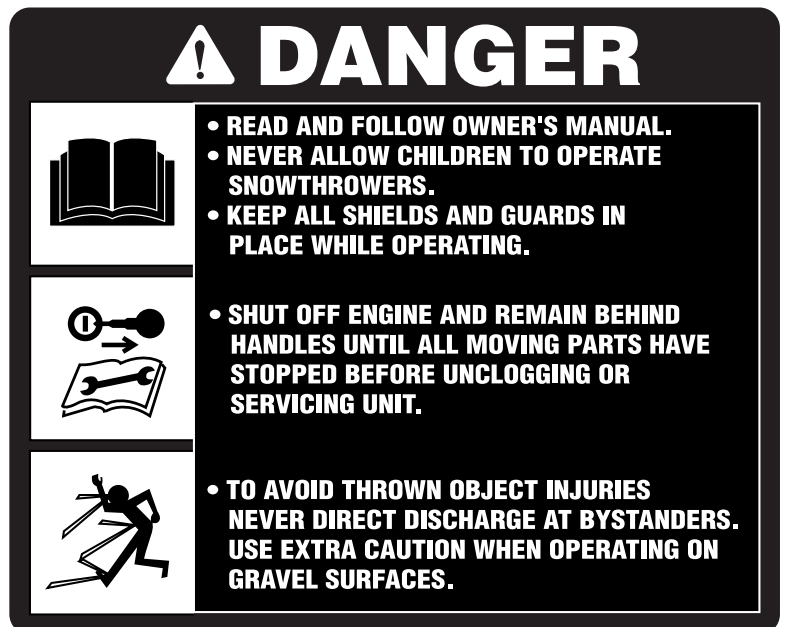 DANGER
• READ AND FOLLOW OWNER'S MANUAL.
• NEVER ALLOW CHILDREN TO OPERATE
SNOWTHROWERS.
• KEEP ALL SHIELDS AND GUARDS IN
PLACE WHILE OPERATING.
• SHUT OFF ENGINE AND REMAIN BEHIND
HANDLES UNTIL ALL MOVING PARTS HAVE
STOPPED BEFORE UNCLOGGING OR
SERVICING UNIT.
• TO AVOID THROWN OBJECT INJURIES
NEVER DIRECT DISCHARGE AT BYSTANDERS.
USE EXTRA CAUTION WHEN OPERATING ON
GRAVEL SURFACES.